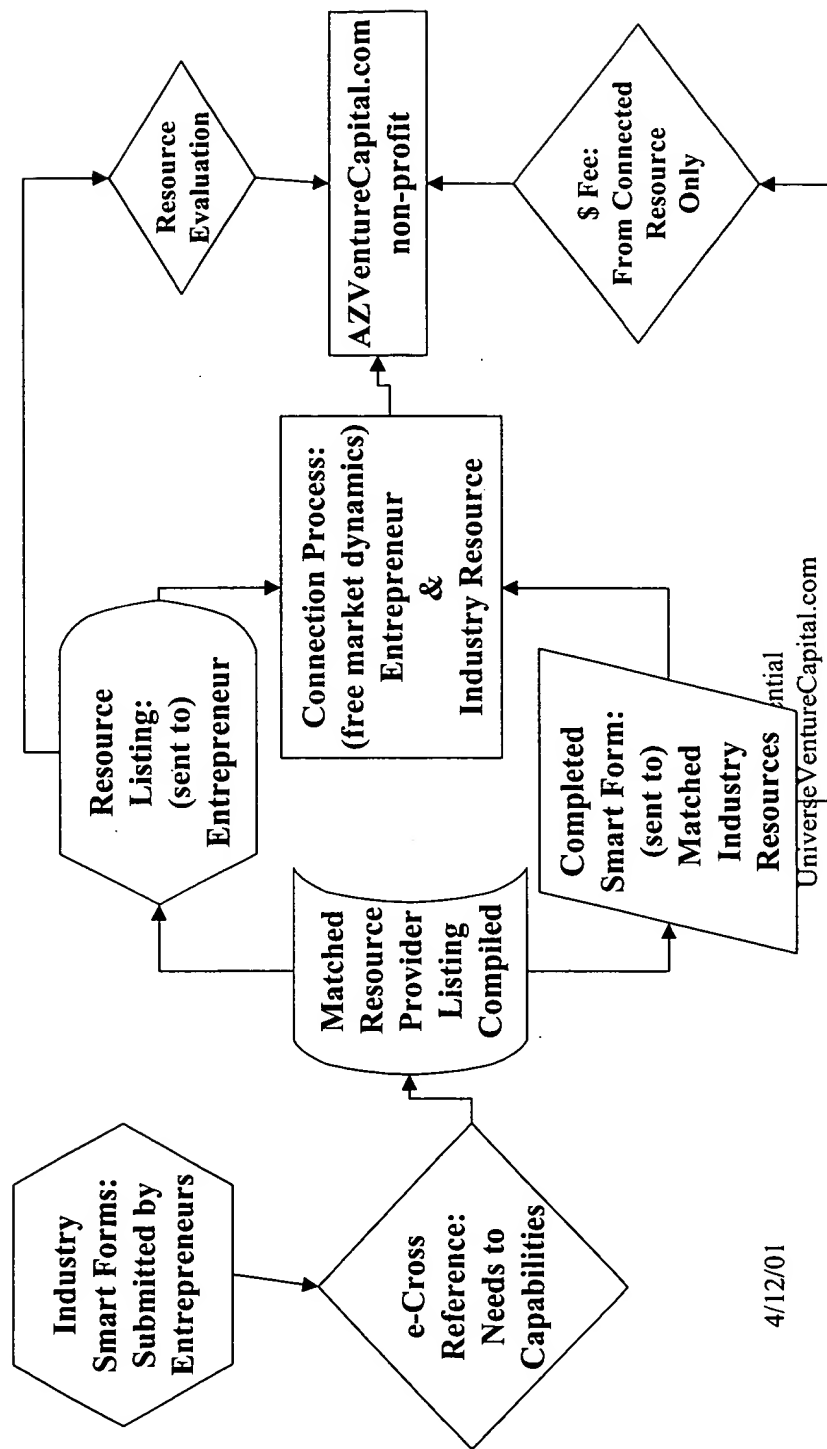 Industry
Smart Forms:
Submitted by
Entrepreneurs
e-Cross
Reference:
Needs to
Capabilities
Matched
Resource
Provider
Listing
Compiled
Resource
Listing:
(sent to)
Entrepreneur
Completed
Smart Form:
(sent to)
Matched
Industry
Resources
Connection Process:
(free market dynamics)
Entrepreneur
&
Industry Resource
Resource
Evaluation
AZVentureCapital.com
non-profit
$ Fee:
From Connected
Resource
Only
4/12/01
ential
UniverseVentureCapital.com